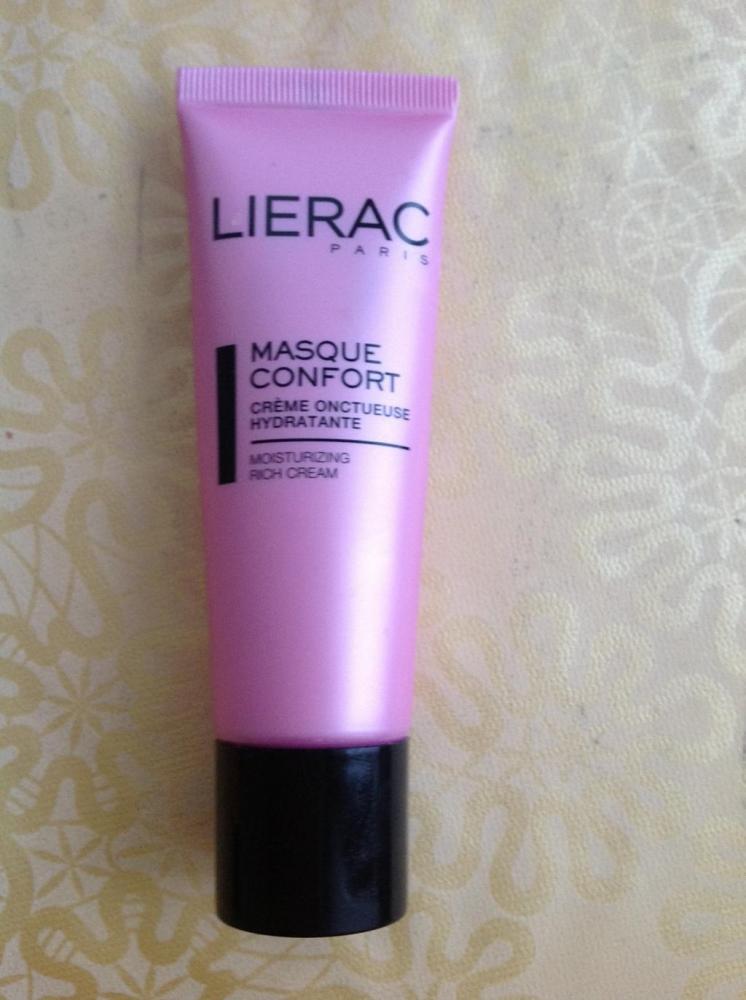 LIERAC
PARIS
MASQUE
CONFORT
CRÈME ONCTUEUSE
HYDRATANTE
MOISTURIZING
RICH CREAM